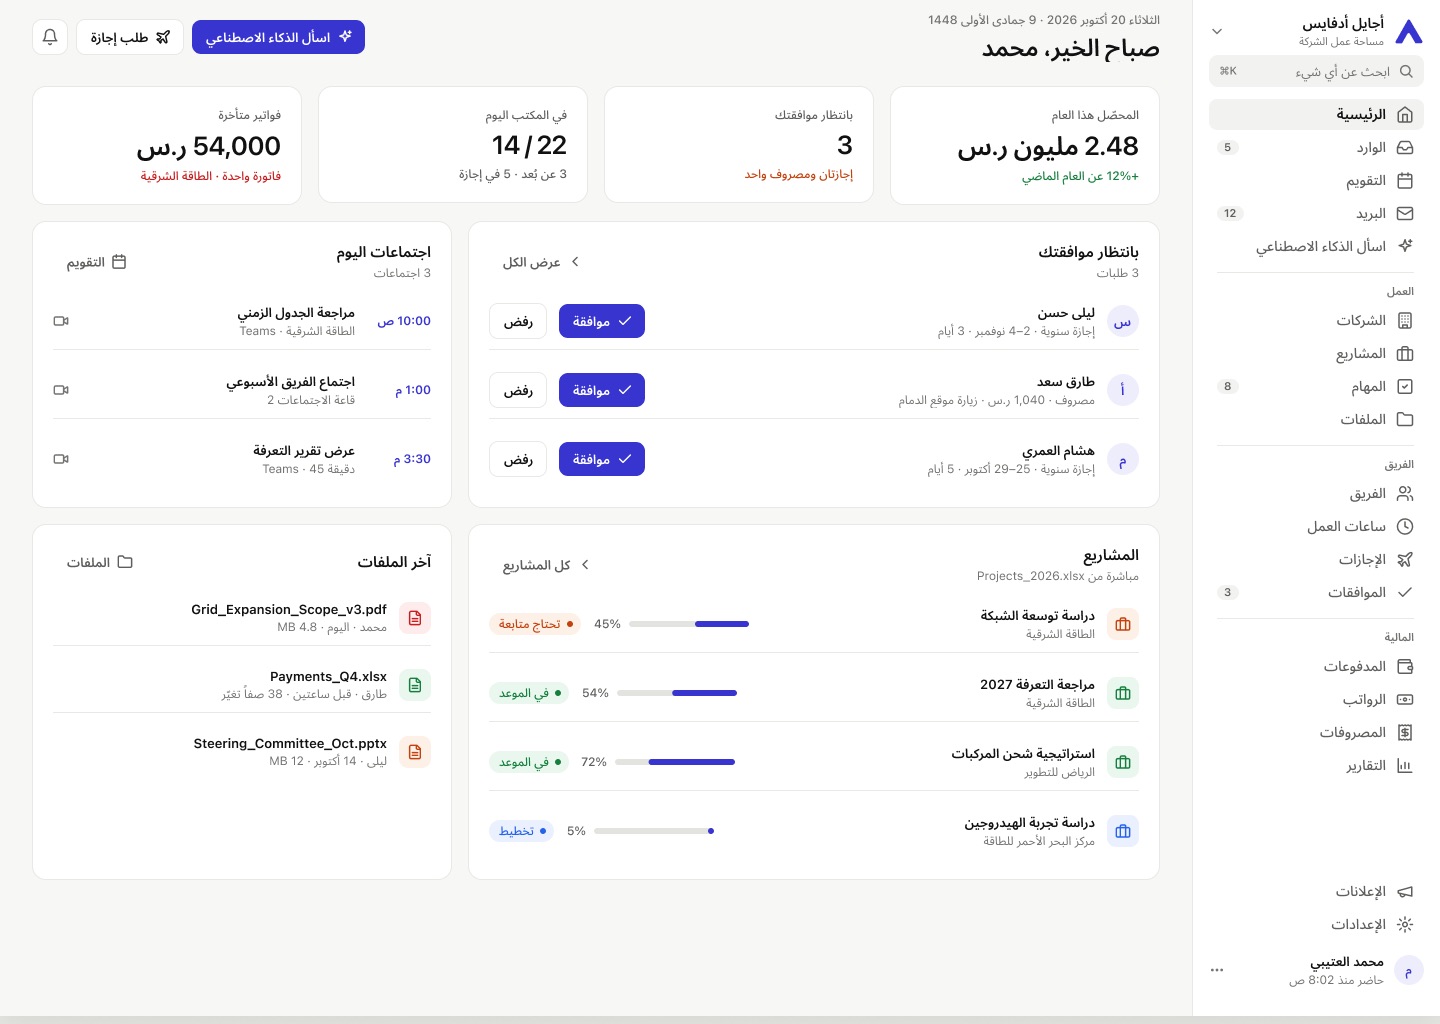 أجايل أدفايس
مساحة عمل الشركة
ابحث عن أي شيء
⌘K
الرئيسية
الوارد
5
التقويم
البريد
12
اسأل الذكاء الاصطناعي
العمل
الشركات
المشاريع
المهام
8
الملفات
الفريق
الفريق
ساعات العمل
الإجازات
الموافقات
3
المالية
المدفوعات
الرواتب
المصروفات
التقارير
الإعلانات
الإعدادات
م
محمد العتيبي
حاضر منذ 8:02 ص
الثلاثاء 20 أكتوبر 2026 · 9 جمادى الأولى 1448
صباح الخير، محمد
اسأل الذكاء الاصطناعي
طلب إجازة
المحصّل هذا العام
2.48 مليون ر.س
+12% عن العام الماضي
بانتظار موافقتك
3
إجازتان ومصروف واحد
في المكتب اليوم
14 / 22
3 عن بُعد · 5 في إجازة
فواتير متأخرة
54,000 ر.س
فاتورة واحدة · الطاقة الشرقية
بانتظار موافقتك
3 طلبات
عرض الكل
س
ليلى حسن
إجازة سنوية · 2–4 نوفمبر · 3 أيام
موافقة
رفض
أ
طارق سعد
مصروف · 1,040 ر.س · زيارة موقع الدمام
موافقة
رفض
م
هشام العمري
إجازة سنوية · 25–29 أكتوبر · 5 أيام
موافقة
رفض
اجتماعات اليوم
3 اجتماعات
التقويم
10:00 ص
مراجعة الجدول الزمني
الطاقة الشرقية · Teams
1:00 م
اجتماع الفريق الأسبوعي
قاعة الاجتماعات 2
3:30 م
عرض تقرير التعرفة
Teams · 45 دقيقة
المشاريع
مباشرة من Projects_2026.xlsx
كل المشاريع
دراسة توسعة الشبكة
الطاقة الشرقية
45%
تحتاج متابعة
مراجعة التعرفة 2027
الطاقة الشرقية
54%
في الموعد
استراتيجية شحن المركبات
الرياض للتطوير
72%
في الموعد
دراسة تجربة الهيدروجين
مركز البحر الأحمر للطاقة
5%
تخطيط
آخر الملفات
الملفات
Grid_Expansion_Scope_v3.pdf
محمد · اليوم · 4.8 MB
Payments_Q4.xlsx
طارق · قبل ساعتين · 38 صفاً تغيّر
Steering_Committee_Oct.pptx
ليلى · 14 أكتوبر · 12 MB